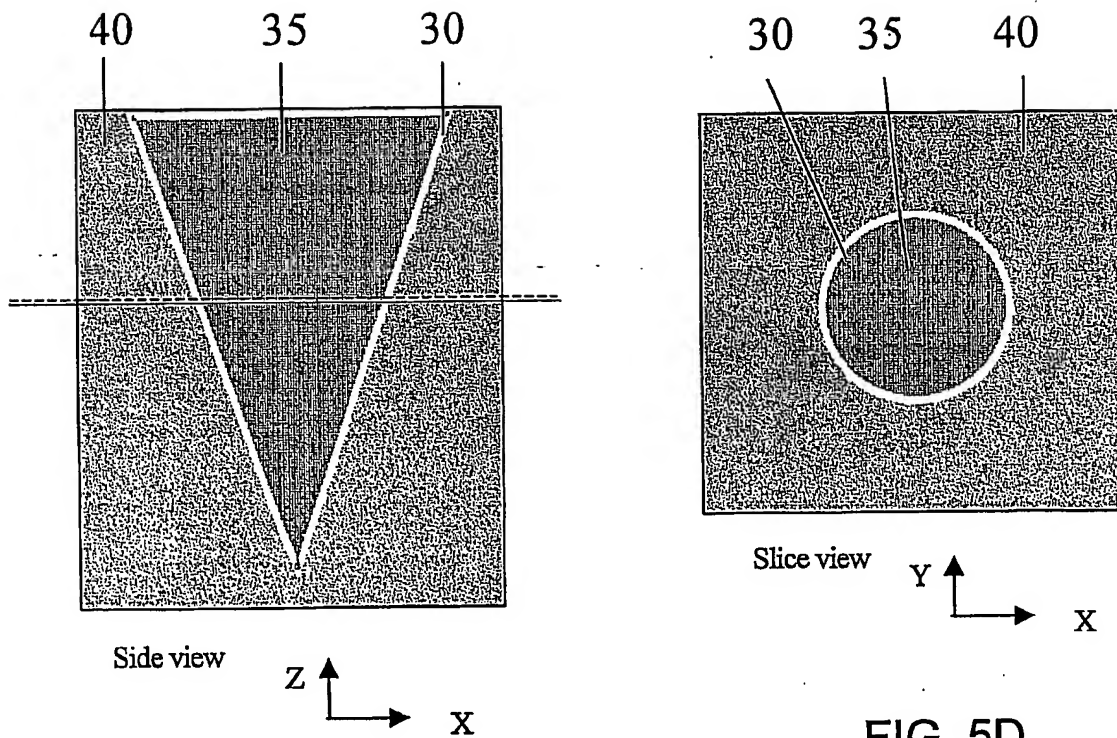 40 35 30
30 35 40
Side view
Z
X
Slice view
Y
X
FIG. 5D